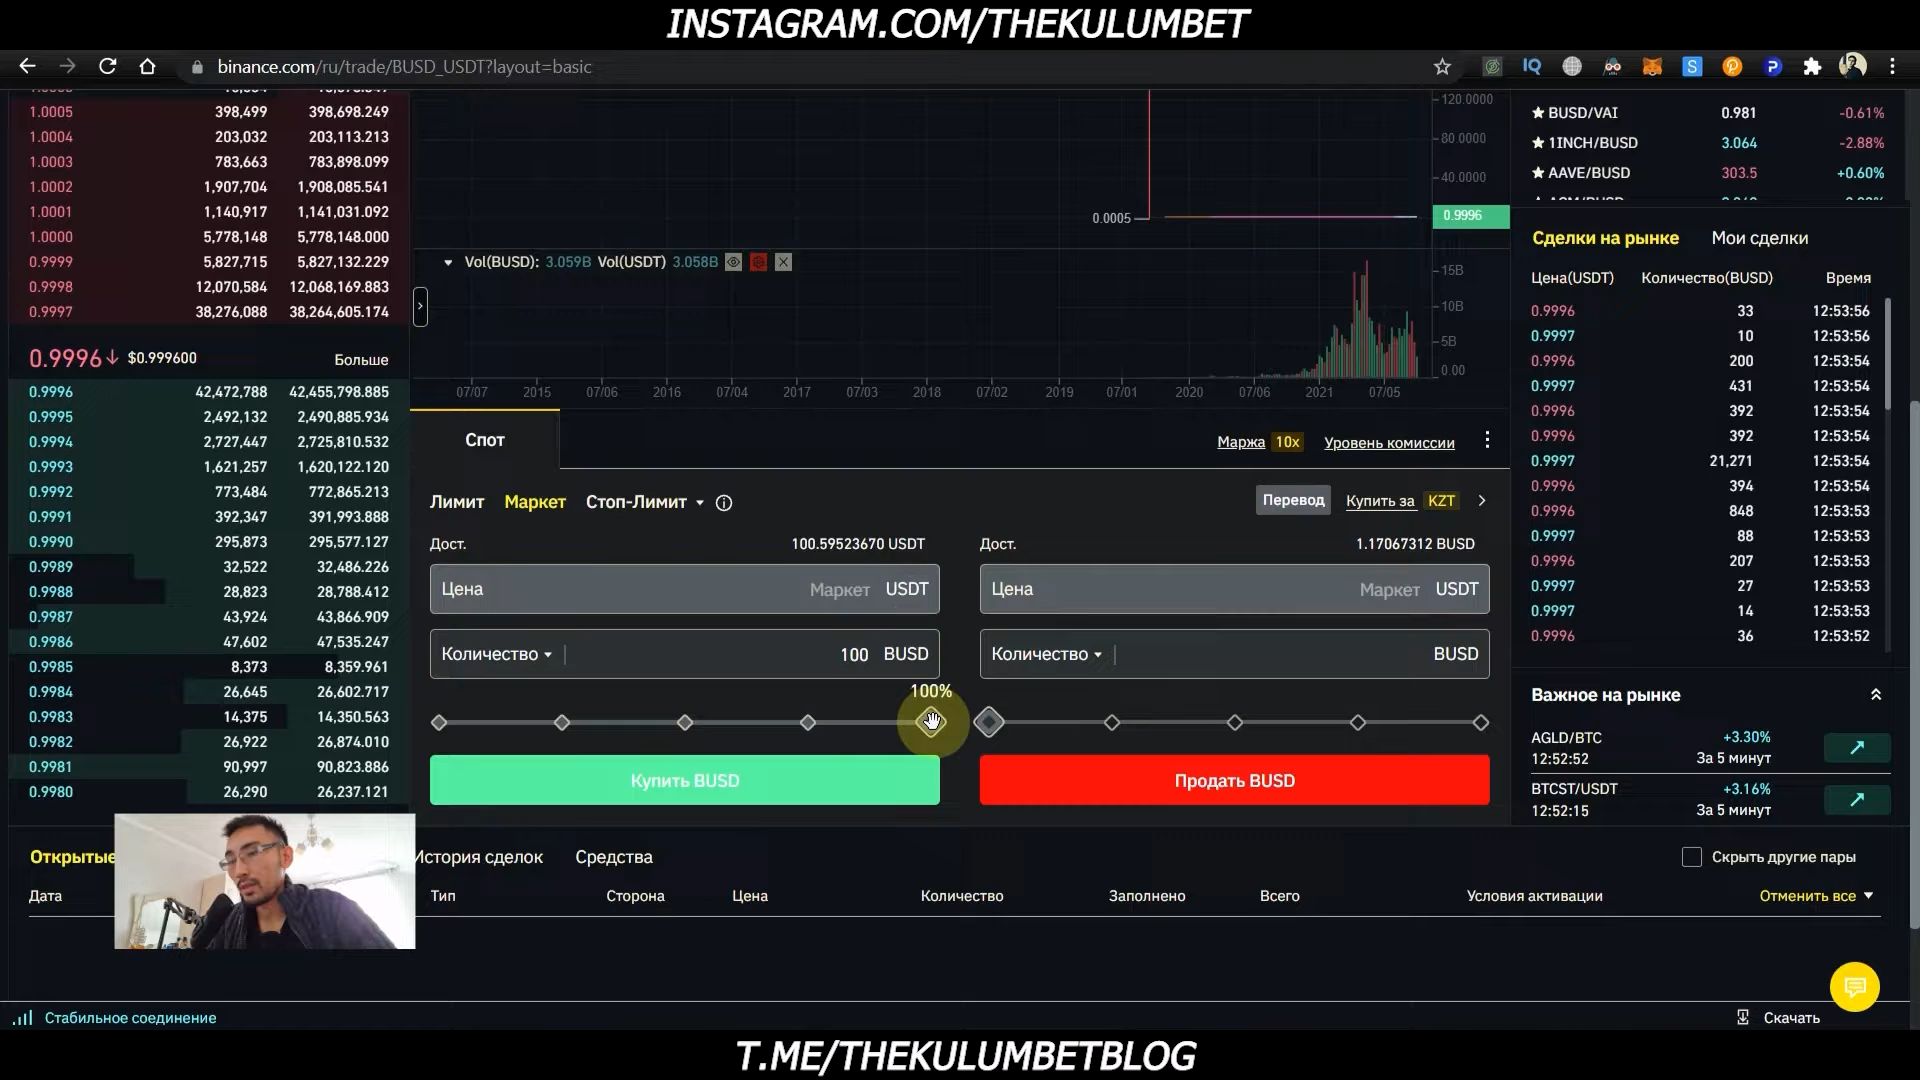 INSTAGRAM.COM/THEKULUMBET
binance.com/ru/trade/BUSD_USDT?layout=basic
IQ
S
P
1.0005 398,499 398,698.249
1.0004 203,032 203,113.213
1.0003 783,663 783,898.099
1.0002 1,907,704 1,908,085.541
1.0001 1,140,917 1,141,031.092
1.0000 5,778,148 5,778,148.000
0.9999 5,827,715 5,827,132.229
0.9998 12,070,584 12,068,169.883
0.9997 38,276,088 38,264,605.174
0.9996↓ $0.999600 Больше
0.9996 42,472,788 42,455,798.885
0.9995 2,492,132 2,490,885.934
0.9994 2,727,447 2,725,810.532
0.9993 1,621,257 1,620,122.120
0.9992 773,484 772,865.213
0.9991 392,347 391,993.888
0.9990 295,873 295,577.127
0.9989 32,522 32,486.226
0.9988 28,823 28,788.412
0.9987 43,924 43,866.909
0.9986 47,602 47,535.247
0.9985 8,373 8,359.961
0.9984 26,645 26,602.717
0.9983 14,375 14,350.563
0.9982 26,922 26,874.010
0.9981 90,997 90,823.886
0.9980 26,290 26,237.121
120.0000
80.0000
40.0000
0.0005
0.9996
Vol(BUSD): 3.059B Vol(USDT) 3.058B
15B
10B
5B
0.00
07/07 2015 07/06 2016 07/04 2017 07/03 2018 07/02 2019 07/01 2020 07/06 2021 07/05
Спот
Маржа 10x Уровень комиссии
Лимит Маркет Стоп-Лимит
Перевод Купить за KZT
Дост. 100.59523670 USDT
Цена Маркет USDT
Количество 100 BUSD
100%
Купить BUSD
Дост. 1.17067312 BUSD
Цена Маркет USDT
Количество BUSD
Продать BUSD
BUSD/VAI 0.981 -0.61%
1INCH/BUSD 3.064 -2.88%
AAVE/BUSD 303.5 +0.60%
Сделки на рынке Мои сделки
Цена(USDT) Количество(BUSD) Время
0.9996 33 12:53:56
0.9997 10 12:53:56
0.9996 200 12:53:54
0.9997 431 12:53:54
0.9996 392 12:53:54
0.9996 392 12:53:54
0.9997 21,271 12:53:54
0.9996 394 12:53:54
0.9996 848 12:53:53
0.9997 88 12:53:53
0.9996 207 12:53:53
0.9997 27 12:53:53
0.9997 14 12:53:53
0.9996 36 12:53:52
Важное на рынке
AGLD/BTC +3.30%
12:52:52 За 5 минут
BTCST/USDT +3.16%
12:52:15 За 5 минут
Открытые История сделок Средства
Скрыть другие пары
Дата Тип Сторона Цена Количество Заполнено Всего Условия активации Отменить все
Стабильное соединение
Скачать
T.ME/THEKULUMBETBLOG